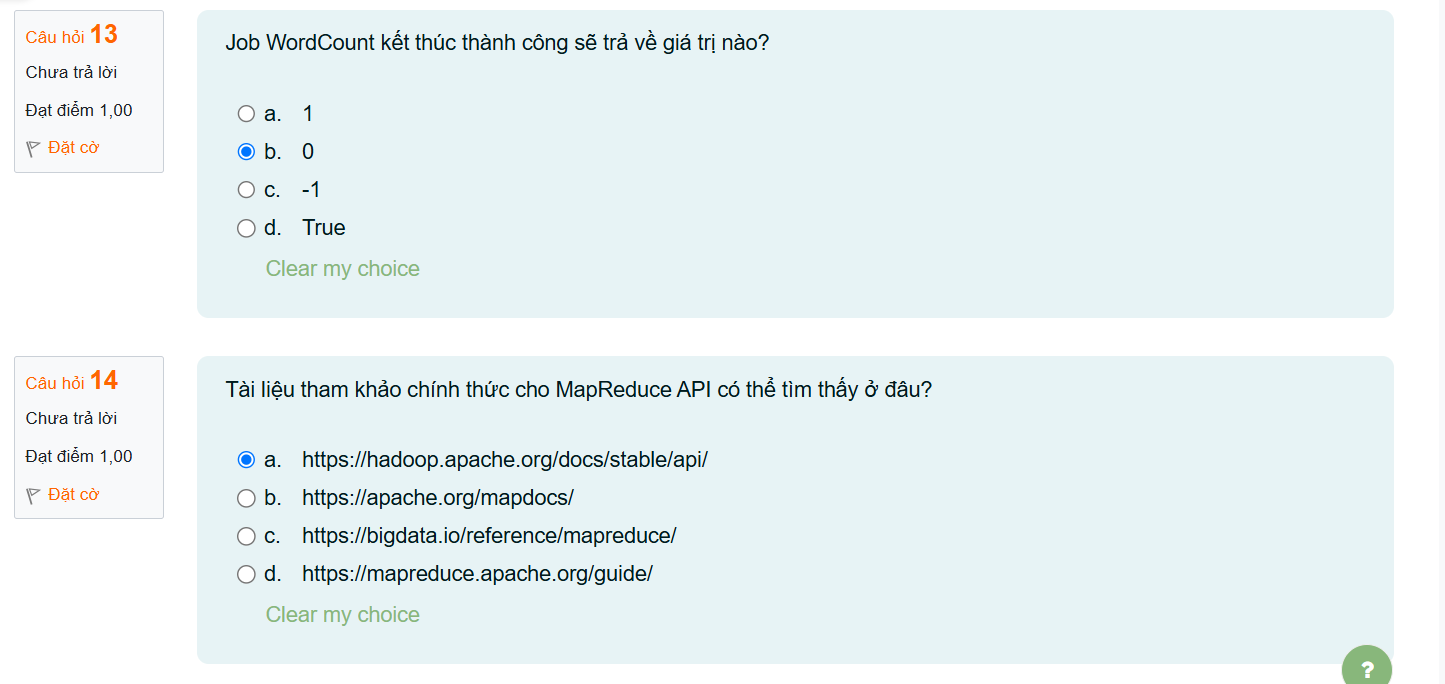 Câu hỏi 13
Chưa trả lời
Đạt điểm 1,00
Đặt cờ
Job WordCount kết thúc thành công sẽ trả về giá trị nào?
a. 1
b. 0
c. -1
d. True
Clear my choice
Câu hỏi 14
Chưa trả lời
Đạt điểm 1,00
Đặt cờ
Tài liệu tham khảo chính thức cho MapReduce API có thể tìm thấy ở đâu?
a. https://hadoop.apache.org/docs/stable/api/
b. https://apache.org/mapdocs/
c. https://bigdata.io/reference/mapreduce/
d. https://mapreduce.apache.org/guide/
Clear my choice
?